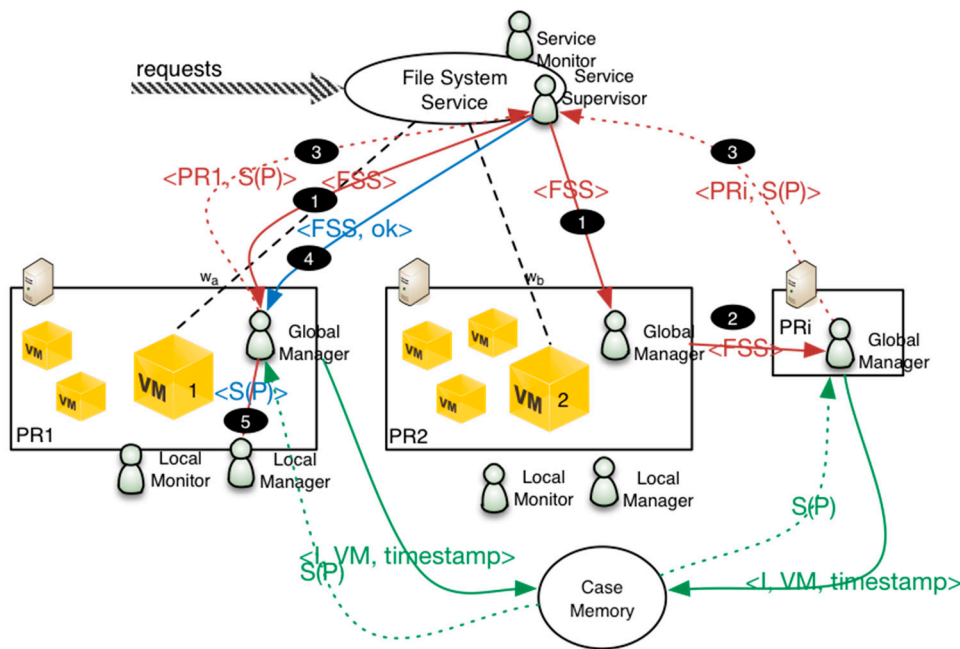 Service
Monitor
requests
File System
Service
Service
Supervisor
3
3
<PR1, S(P)>
<FSS>
<FSS>
<PRi, S(P)>
1
1
<FSS, ok>
4
wa
wb
2
PRi
<FSS>
Global
Manager
Global
Manager
Global
Manager
VM
VM
VM
VM
VM
VM
VM 1
VM 2
<S(P)>
5
PR1
PR2
Local
Monitor
Local
Manager
Local
Monitor
Local
Manager
S(P)
<I, VM, timestamp>
S(P)
<I, VM, timestamp>
Case
Memory